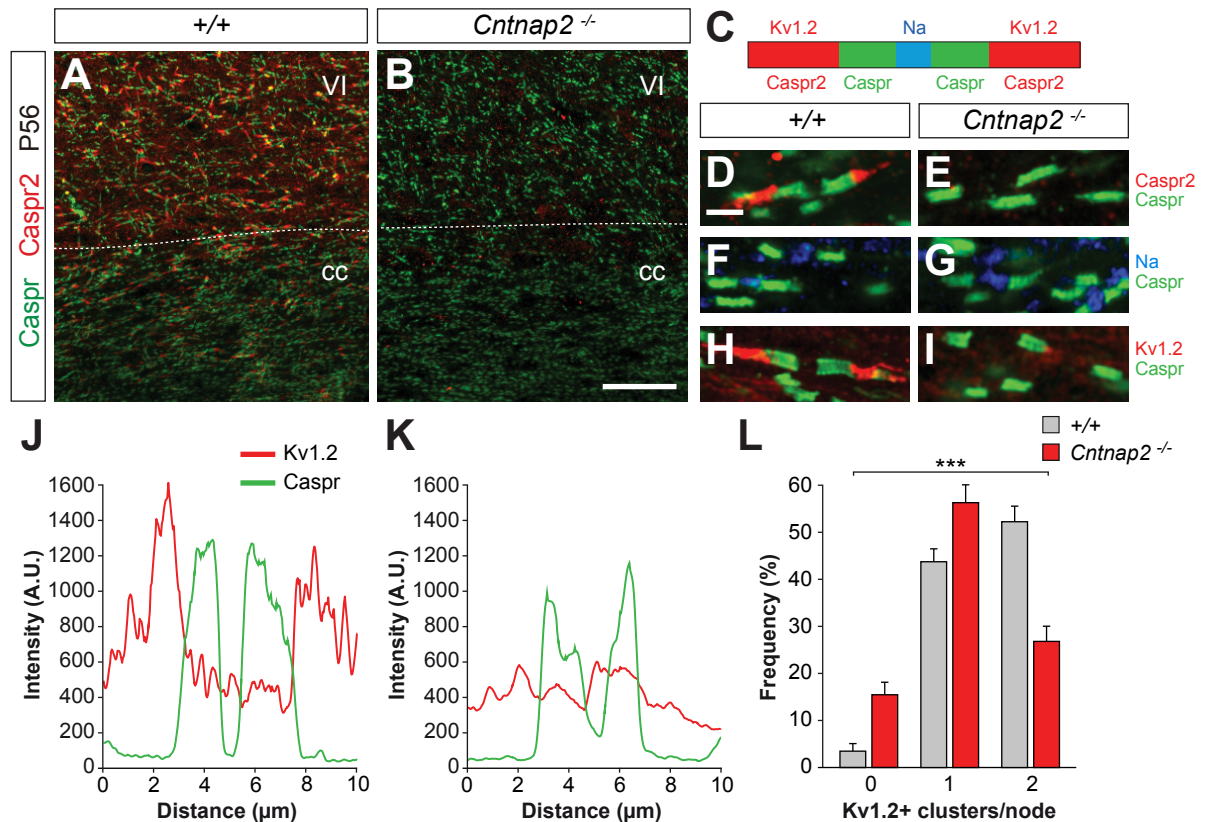 +/+
Cntnap2 -/-
Caspr Caspr2 P56
A
VI
cc
B
VI
cc
C
Kv1.2 Na Kv1.2
Caspr2 Caspr Caspr Caspr2
+/+
Cntnap2 -/-
D
E
Caspr2
Caspr
F
G
Na
Caspr
H
I
Kv1.2
Caspr
J
Kv1.2
Caspr
Intensity (A.U.)
1600
1400
1200
1000
800
600
400
200
0
0 2 4 6 8 10
Distance (µm)
K
Intensity (A.U.)
1600
1400
1200
1000
800
600
400
200
0
0 2 4 6 8 10
Distance (µm)
L
+/+
Cntnap2 -/-
***
Frequency (%)
60
50
40
30
20
10
0
0 1 2
Kv1.2+ clusters/node